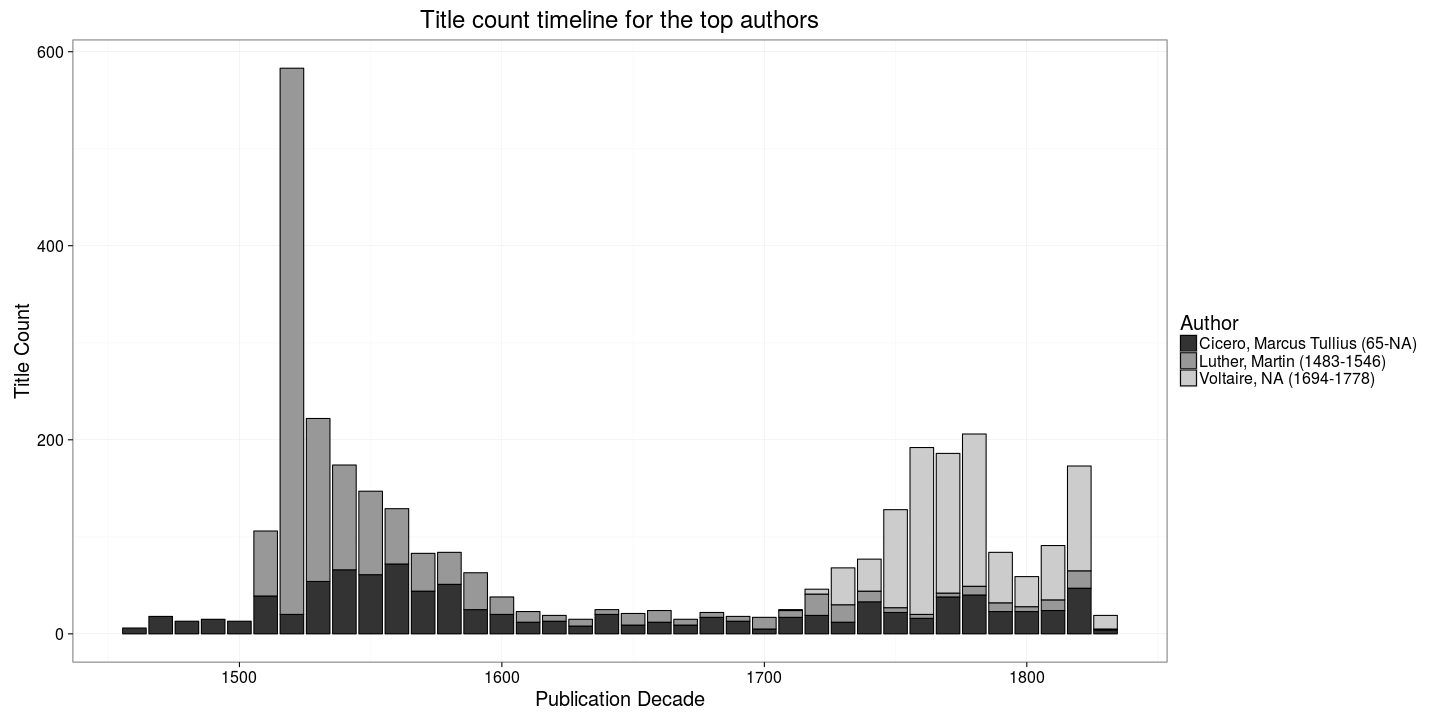 Title count timeline for the top authors
600
400
200
0
Title Count
1500
1600
1700
1800
Publication Decade
Author
Cicero, Marcus Tullius (65-NA)
Luther, Martin (1483-1546)
Voltaire, NA (1694-1778)